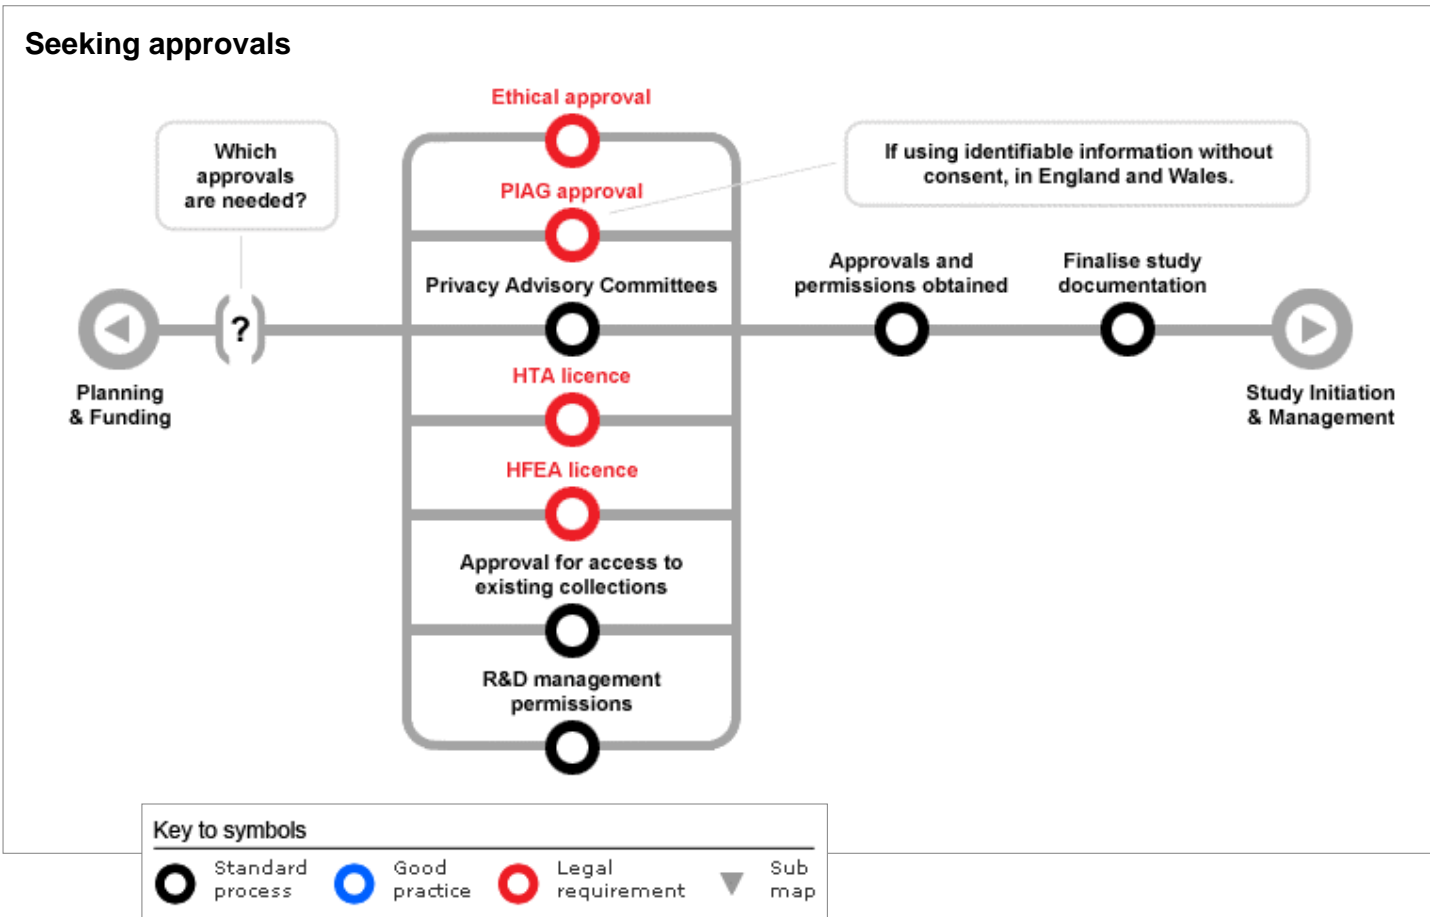 Seeking approvals
Ethical approval
Which
approvals
are needed?
If using identifiable information without
consent, in England and Wales.
PIAG approval
Privacy Advisory Committees
Approvals and
permissions obtained
Finalise study
documentation
?
Planning
& Funding
HTA licence
Study Initiation
& Management
HFEA licence
Approval for access to
existing collections
R&D management
permissions
Key to symbols
Standard
process
Good
practice
Legal
requirement
Sub
map